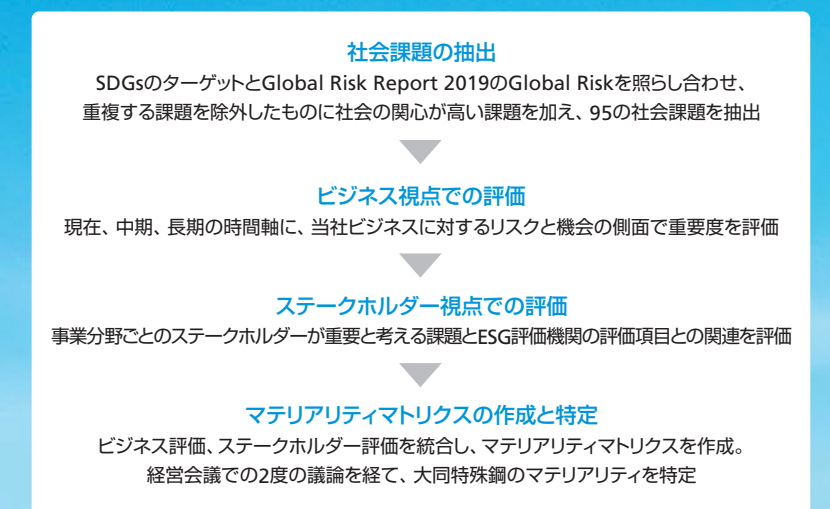 社会課題の抽出
SDGsのターゲットとGlobal Risk Report 2019のGlobal Riskを照らし合わせ、
重複する課題を除外したものに社会の関心が高い課題を加え、95の社会課題を抽出
ビジネス視点での評価
現在、中期、長期の時間軸に、当社ビジネスに対するリスクと機会の側面で重要度を評価
ステークホルダー視点での評価
事業分野ごとのステークホルダーが重要と考える課題とESG評価機関の評価項目との関連を評価
マテリアリティマトリクスの作成と特定
ビジネス評価、ステークホルダー評価を統合し、マテリアリティマトリクスを作成。
経営会議での2度の議論を経て、大同特殊鋼のマテリアリティを特定